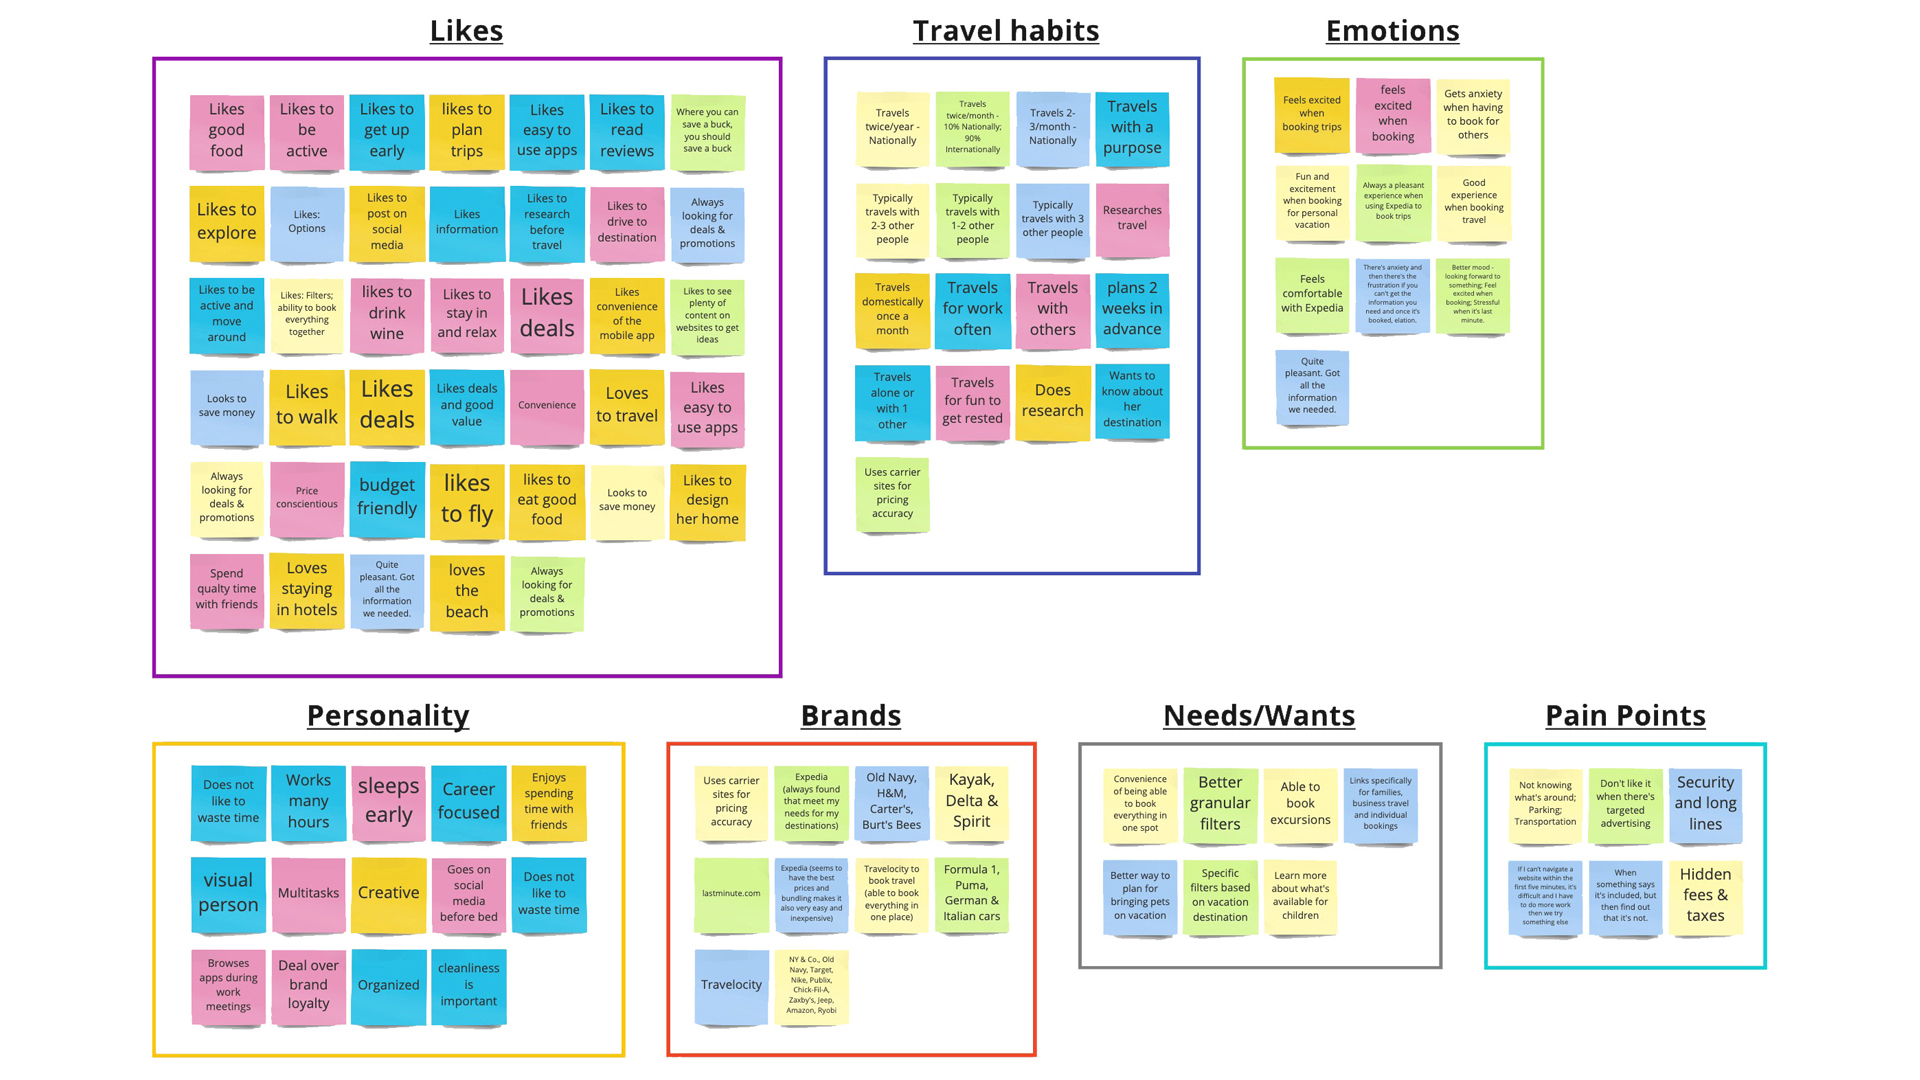 Likes
Likes
good
food
Likes to
be
active
Likes to
get up
early
likes to
plan
trips
Likes
easy to
use apps
Likes to
read
reviews
Where you can
save a buck,
you should
save a buck
Likes to
explore
Likes:
Options
Likes to
post on
social
media
Likes
information
Likes to
research
before
travel
Likes to
drive to
destination
Always
looking for
deals &
promotions
Likes to be
active and
move
around
Likes: Filters;
ability to book
everything
together
likes to
drink
wine
Likes to
stay in
and relax
Likes
deals
Likes
convenience
of the
mobile app
Likes to see
plenty of
content on
websites to get
ideas
Looks to
save money
Likes
to walk
Likes
deals
Likes deals
and good
value
Convenience
Loves
to travel
Likes
easy to
use apps
Always
looking for
deals &
promotions
Price
conscientious
budget
friendly
likes
to fly
likes to
eat good
food
Looks to
save money
Likes to
design
her home
Spend
qualty time
with friends
Loves
staying
in hotels
Quite
pleasant. Got
all the
information
we needed.
loves
the
beach
Always
looking for
deals &
promotions
Travel habits
Travels
twice/year -
Nationally
Travels
twice/month -
10% Nationally;
90%
Internationally
Travels 2-
3/month -
Nationally
Travels
with a
purpose
Typically
travels with
2-3 other
people
Typically
travels with
1-2 other
people
Typically
travels with 3
other people
Researches
travel
Travels
domestically
once a
month
Travels
for work
often
Travels
with
others
plans 2
weeks in
advance
Travels
alone or
with 1
other
Travels
for fun to
get rested
Does
research
Wants to
know about
her
destination
Uses carrier
sites for
pricing
accuracy
Emotions
Feels excited
when
booking trips
feels
excited
when
booking
Gets anxiety
when having
to book for
others
Fun and
excitement
when booking
for personal
vacation
Always a pleasant
experience when
using Expedia to
book trips
Good
experience
when booking
travel
Feels
comfortable
with Expedia
There's anxiety and
then there's the
frustration if you
can't get the
information you
need and once it's
booked, elation.
Better mood -
looking forward to
something; Feel
excited when
booking; Stressful
when it's last
minute.
Quite
pleasant. Got
all the
information
we needed.
Personality
Does not
like to
waste time
Works
many
hours
sleeps
early
Career
focused
Enjoys
spending
time with
friends
visual
person
Multitasks
Creative
Goes on
social
media
before bed
Does not
like to
waste time
Browses
apps during
work
meetings
Deal over
brand
loyalty
Organized
cleanliness
is
important
Brands
Uses carrier
sites for
pricing
accuracy
Expedia
(always found
that meet my
needs for my
destinations)
Old Navy,
H&M,
Carter's,
Burt's Bees
Kayak,
Delta &
Spirit
lastminute.com
Expedia (seems to
have the best
prices and
bundling makes it
also very easy and
inexpensive)
Travelocity to
book travel
(able to book
everything in
one place)
Formula 1,
Puma,
German &
Italian cars
Travelocity
NY & Co., Old
Navy, Target,
Nike, Publix,
Chick-Fil-A,
Zaxby's, Jeep,
Amazon, Ryobi
Needs/Wants
Convenience
of being able
to book
everything in
one spot
Better
granular
filters
Able to
book
excursions
Links specifically
for families,
business travel
and individual
bookings
Better way to
plan for
bringing pets
on vacation
Specific
filters based
on vacation
destination
Learn more
about what's
available for
children
Pain Points
Not knowing
what's around;
Parking;
Transportation
Don't like it
when there's
targeted
advertising
Security
and long
lines
If I can't navigate a
website within the
first five minutes, it's
difficult and I have
to do more work
then we try
something else
When
something says
it's included, but
then find out
that it's not.
Hidden
fees &
taxes